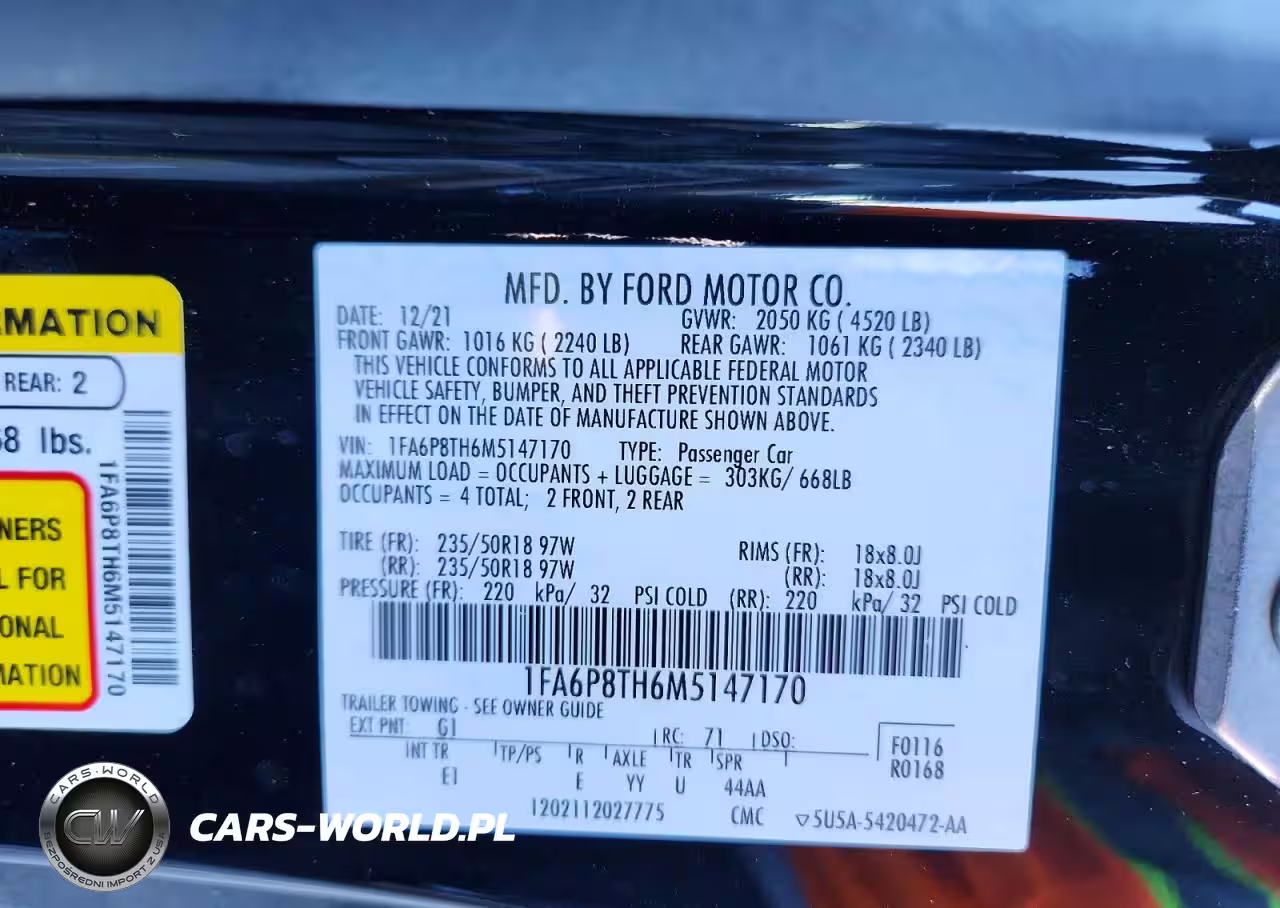 RMATION
REAR: 2
68 lbs.
NERS
L FOR
ONAL
MATION
1FA6P8TH6M5147170
MFD. BY FORD MOTOR CO.
DATE: 12/21 GVWR: 2050 KG ( 4520 LB)
FRONT GAWR: 1016 KG ( 2240 LB) REAR GAWR: 1061 KG ( 2340 LB)
THIS VEHICLE CONFORMS TO ALL APPLICABLE FEDERAL MOTOR
VEHICLE SAFETY, BUMPER, AND THEFT PREVENTION STANDARDS
IN EFFECT ON THE DATE OF MANUFACTURE SHOWN ABOVE.
VIN: 1FA6P8TH6M5147170 TYPE: Passenger Car
MAXIMUM LOAD = OCCUPANTS + LUGGAGE = 303KG/ 668LB
OCCUPANTS = 4 TOTAL; 2 FRONT, 2 REAR
TIRE (FR): 235/50R18 97W RIMS (FR): 18x8.0J
(RR): 235/50R18 97W (RR): 18x8.0J
PRESSURE (FR): 220 kPa/ 32 PSI COLD (RR): 220 kPa/ 32 PSI COLD
1FA6P8TH6M5147170
TRAILER TOWING - SEE OWNER GUIDE
EXT PNT: G1 RC: 71 DSO:
INT TR TP/PS R AXLE TR SPR
EI E YY U 44AA
F0116
R0168
1202112027775 CMC 5U5A-5420472-AA
CARS-WORLD
CW
BEZPOŚREDNI IMPORT Z USA
CARS-WORLD.PL